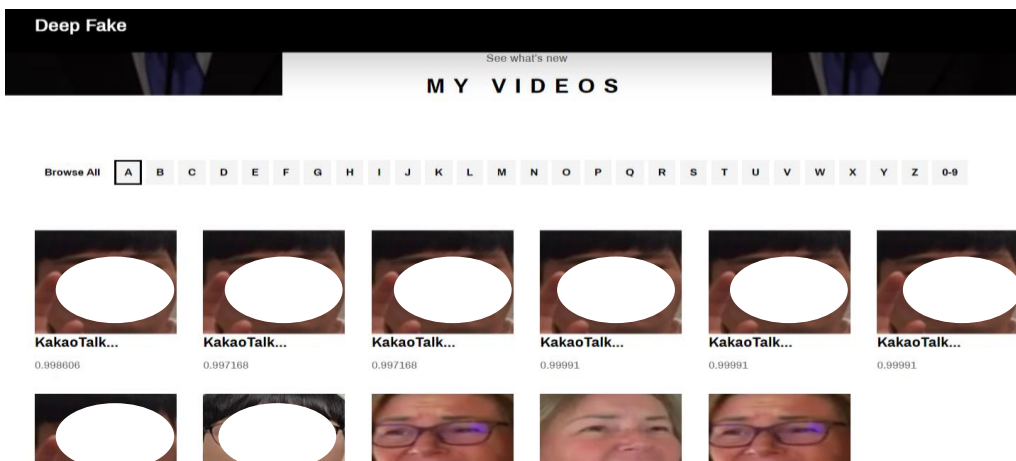 Deep Fake
See what's new
MY VIDEOS
Browse All A B C D E F G H I J K L M N O P Q R S T U V W X Y Z 0-9
KakaoTalk... KakaoTalk... KakaoTalk... KakaoTalk... KakaoTalk... KakaoTalk...
0.998606 0.997168 0.997168 0.99991 0.99991 0.99991